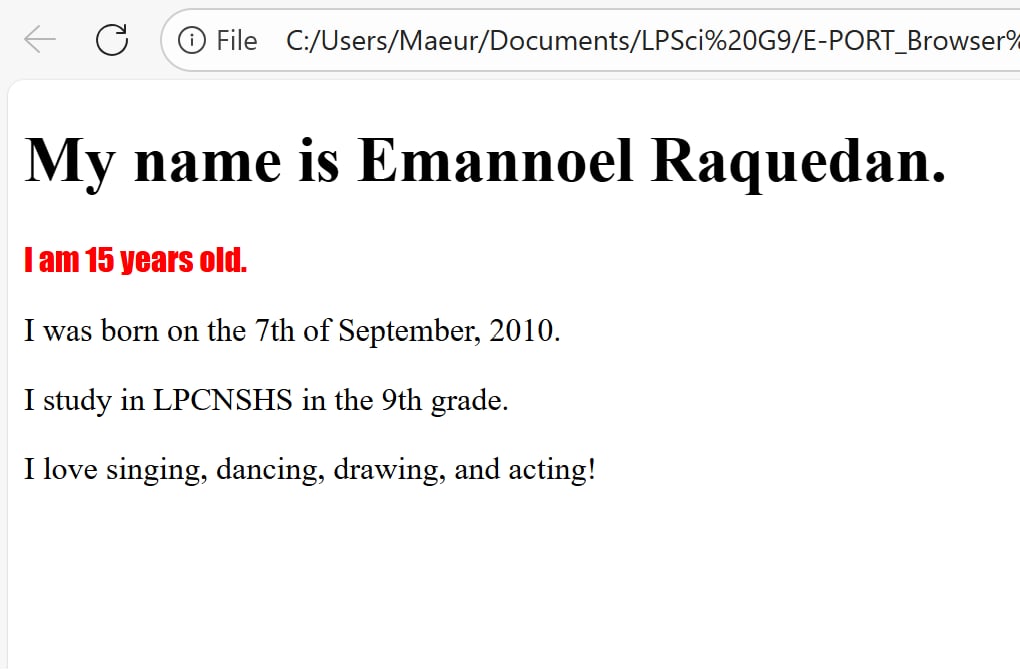 File C:/Users/Maeur/Documents/LPSci%20G9/E-PORT_Browser%
My name is Emannoel Raquedan.
I am 15 years old.
I was born on the 7th of September, 2010.
I study in LPCNSHS in the 9th grade.
I love singing, dancing, drawing, and acting!